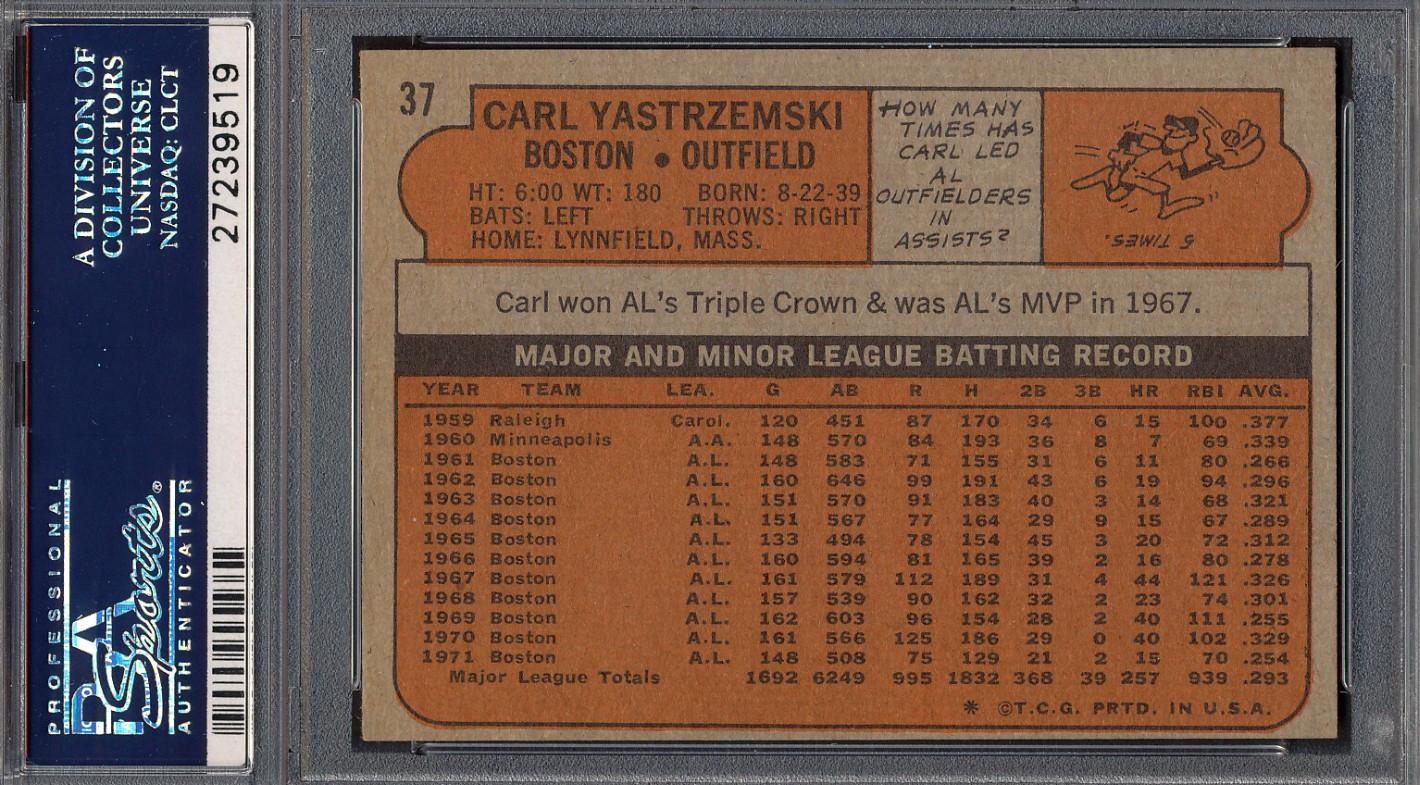 A DIVISION OF
COLLECTORS
UNIVERSE
NASDAQ: CLCT
27239519
PROFESSIONAL
PSA
Sports®
AUTHENTICATOR
37
CARL YASTRZEMSKI
BOSTON • OUTFIELD
HT: 6:00 WT: 180 BORN: 8-22-39
BATS: LEFT THROWS: RIGHT
HOME: LYNNFIELD, MASS.
HOW MANY
TIMES HAS
CARL LED
AL
OUTFIELDERS
IN
ASSISTS?
5 TIMES.
Carl won AL's Triple Crown & was AL's MVP in 1967.
MAJOR AND MINOR LEAGUE BATTING RECORD
YEAR TEAM LEA. G AB R H 2B 3B HR RBI AVG.
1959 Raleigh Carol. 120 451 87 170 34 6 15 100 .377
1960 Minneapolis A.A. 148 570 84 193 36 8 7 69 .339
1961 Boston A.L. 148 583 71 155 31 6 11 80 .266
1962 Boston A.L. 160 646 99 191 43 6 19 94 .296
1963 Boston A.L. 151 570 91 183 40 3 14 68 .321
1964 Boston A.L. 151 567 77 164 29 9 15 67 .289
1965 Boston A.L. 133 494 78 154 45 3 20 72 .312
1966 Boston A.L. 160 594 81 165 39 2 16 80 .278
1967 Boston A.L. 161 579 112 189 31 4 44 121 .326
1968 Boston A.L. 157 539 90 162 32 2 23 74 .301
1969 Boston A.L. 162 603 96 154 28 2 40 111 .255
1970 Boston A.L. 161 566 125 186 29 0 40 102 .329
1971 Boston A.L. 148 508 75 129 21 2 15 70 .254
Major League Totals 1692 6249 995 1832 368 39 257 939 .293
* ©T.C.G. PRTD. IN U.S.A.